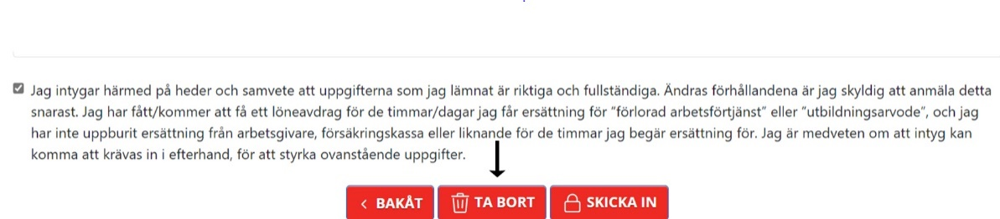 Jag intygar härmed på heder och samvete att uppgifterna som jag lämnat är riktiga och fullständiga. Ändras förhållandena är jag skyldig att anmäla detta
snarast. Jag har fått/kommer att få ett löneavdrag för de timmar/dagar jag får ersättning för ”förlorad arbetsförtjänst” eller ”utbildningsarvode”, och jag
har inte uppburit ersättning från arbetsgivare, försäkringskassa eller liknande för de timmar jag begär ersättning för. Jag är medveten om att intyg kan
komma att krävas in i efterhand, för att styrka ovanstående uppgifter.
< BAKÅT TA BORT SKICKA IN